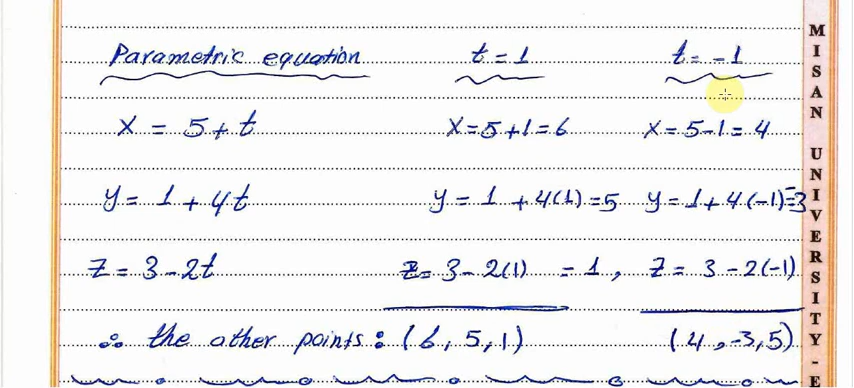 Parametric equation t = 1 t = -1
x = 5 + t x = 5 + 1 = 6 x = 5 - 1 = 4
y = 1 + 4t y = 1 + 4(1) = 5 y = 1 + 4(-1) = -3
z = 3 - 2t z = 3 - 2(1) = 1 , z = 3 - 2(-1)
∴ the other points : (6, 5, 1) (4, -3, 5)
MISAN UNIVERSITY - E